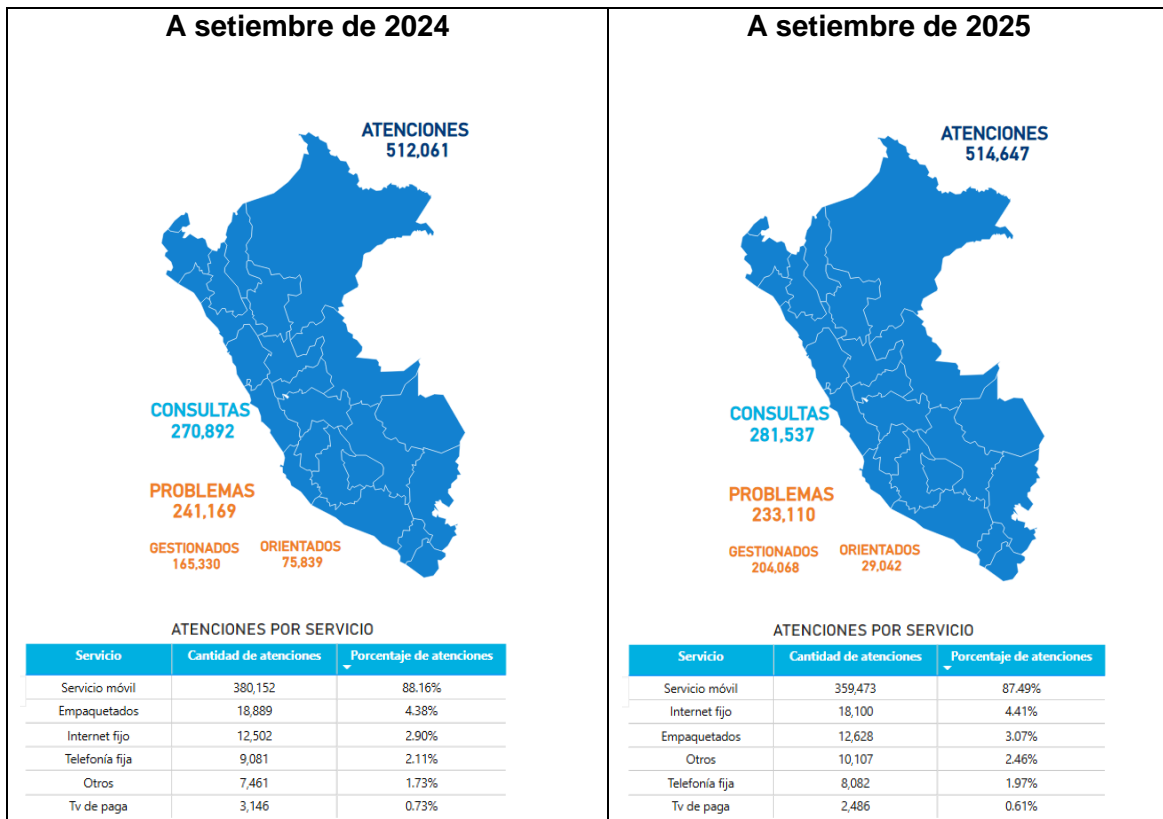 A setiembre de 2024
ATENCIONES
512,061
CONSULTAS
270,892
PROBLEMAS
241,169
GESTIONADOS ORIENTADOS
165,330 75,839
ATENCIONES POR SERVICIO
Servicio Cantidad de atenciones Porcentaje de atenciones
Servicio móvil 380,152 88.16%
Empaquetados 18,889 4.38%
Internet fijo 12,502 2.90%
Telefonía fija 9,081 2.11%
Otros 7,461 1.73%
Tv de paga 3,146 0.73%
A setiembre de 2025
ATENCIONES
514,647
CONSULTAS
281,537
PROBLEMAS
233,110
GESTIONADOS ORIENTADOS
204,068 29,042
ATENCIONES POR SERVICIO
Servicio Cantidad de atenciones Porcentaje de atenciones
Servicio móvil 359,473 87.49%
Internet fijo 18,100 4.41%
Empaquetados 12,628 3.07%
Otros 10,107 2.46%
Telefonía fija 8,082 1.97%
Tv de paga 2,486 0.61%